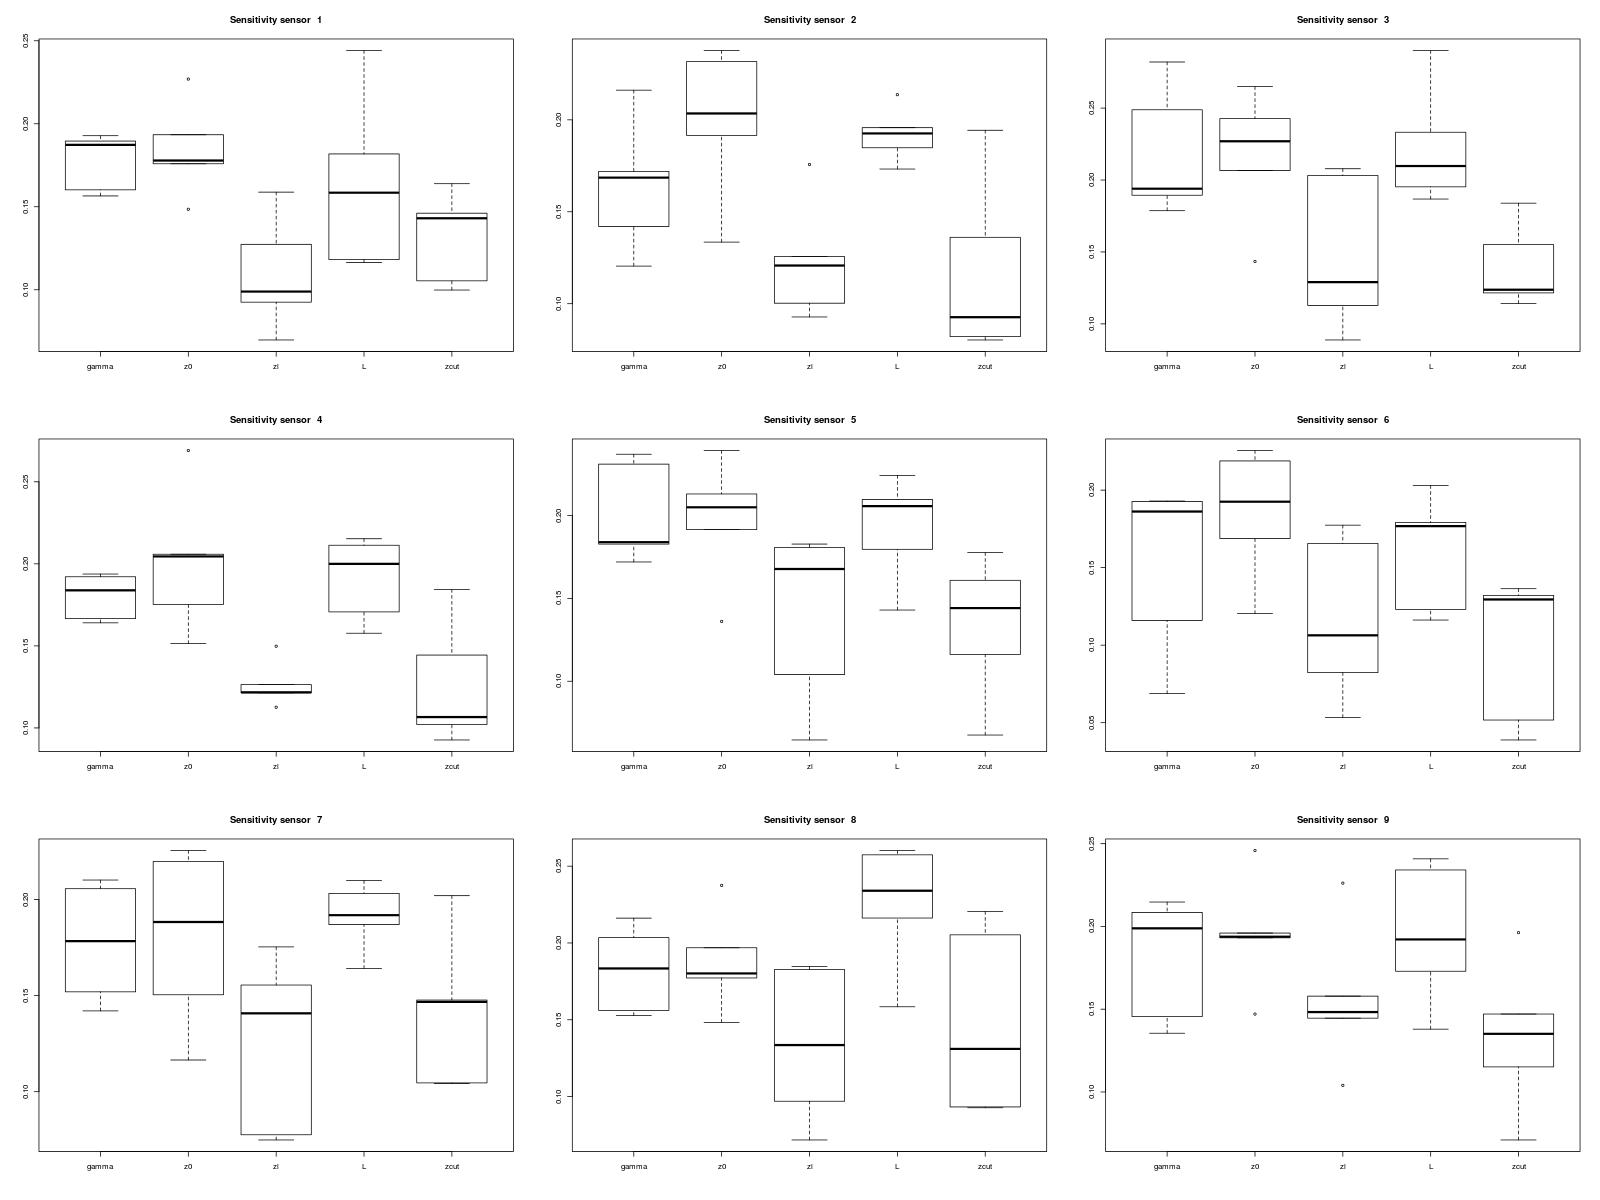 Sensitivity sensor 1
0.25
0.20
0.15
0.10
gamma z0 zl L zcut
Sensitivity sensor 2
0.20
0.15
0.10
gamma z0 zl L zcut
Sensitivity sensor 3
0.25
0.20
0.15
0.10
gamma z0 zl L zcut
Sensitivity sensor 4
0.25
0.20
0.15
0.10
gamma z0 zl L zcut
Sensitivity sensor 5
0.20
0.15
0.10
gamma z0 zl L zcut
Sensitivity sensor 6
0.20
0.15
0.10
0.05
gamma z0 zl L zcut
Sensitivity sensor 7
0.20
0.15
0.10
gamma z0 zl L zcut
Sensitivity sensor 8
0.25
0.20
0.15
0.10
gamma z0 zl L zcut
Sensitivity sensor 9
0.25
0.20
0.15
0.10
gamma z0 zl L zcut